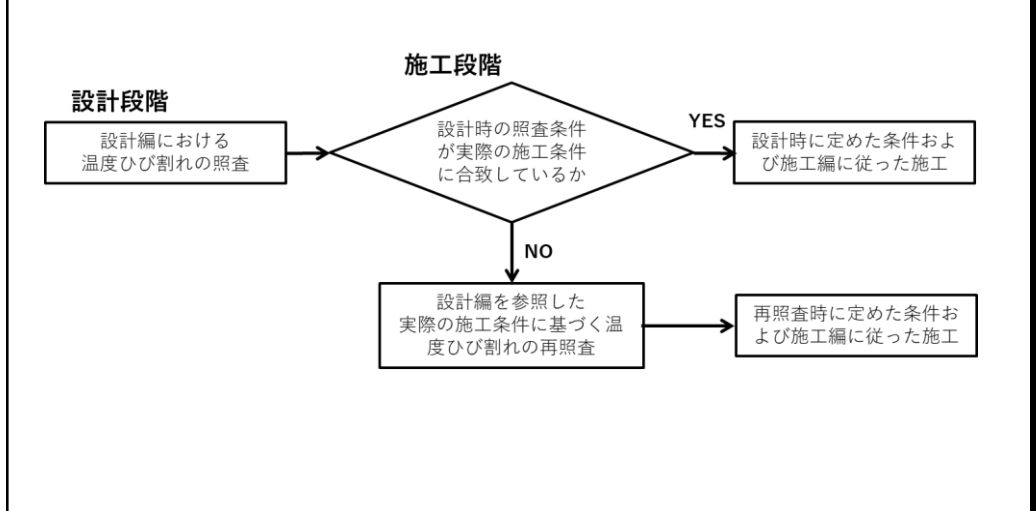 施工段階
設計段階
設計編における
温度ひび割れの照査
設計時の照査条件
が実際の施工条件
に合致しているか
YES
設計時に定めた条件およ
び施工編に従った施工
NO
設計編を参照した
実際の施工条件に基づく温
度ひび割れの再照査
再照査時に定めた条件お
よび施工編に従った施工